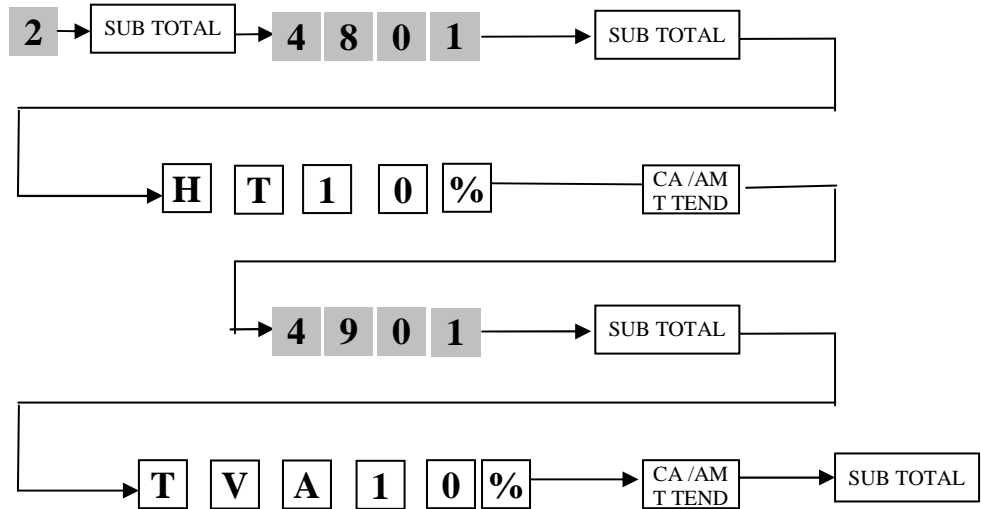 2 SUB TOTAL 4 8 0 1 SUB TOTAL
H T 1 0 % CA /AM
T TEND
4 9 0 1 SUB TOTAL
T V A 1 0 % CA /AM
T TEND SUB TOTAL